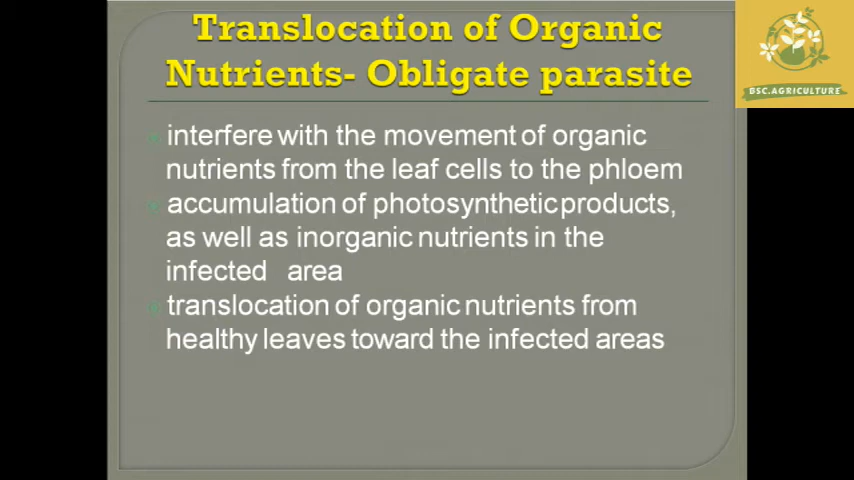 Translocation of Organic
Nutrients- Obligate parasite
BSC.AGRICULTURE
interfere with the movement of organic
nutrients from the leaf cells to the phloem
accumulation of photosynthetic products,
as well as inorganic nutrients in the
infected area
translocation of organic nutrients from
healthy leaves toward the infected areas